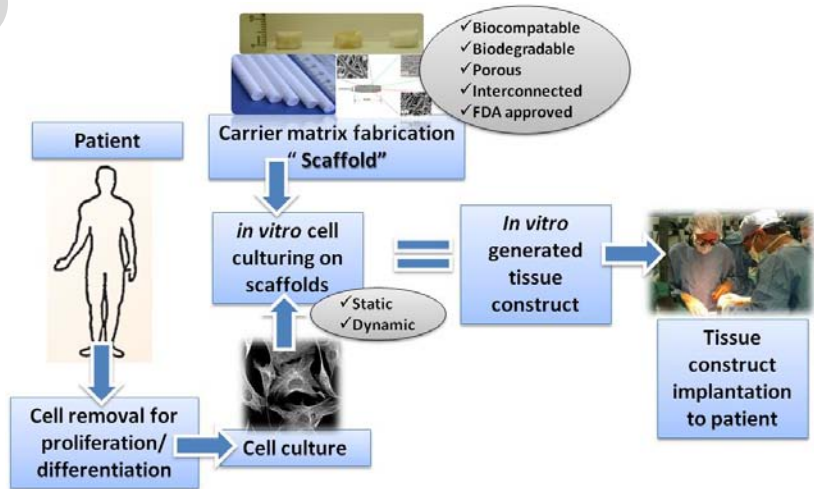 ✓Biocompatable
✓Biodegradable
✓Porous
✓Interconnected
✓FDA approved
Carrier matrix fabrication
“ Scaffold”
Patient
in vitro cell
culturing on
scaffolds
✓Static
✓Dynamic
In vitro
generated
tissue
construct
Tissue
construct
implantation
to patient
Cell removal for
proliferation/
differentiation
Cell culture